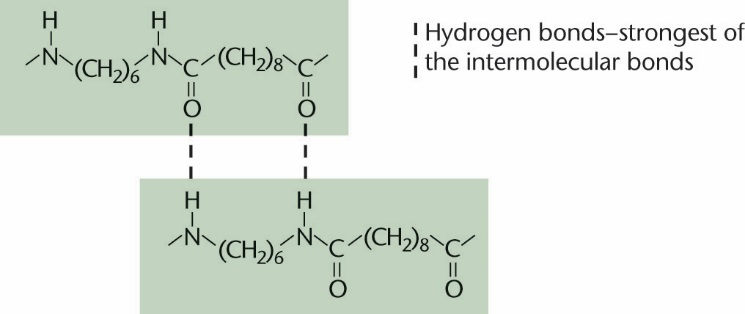 H H
N (CH₂)₆ N C (CH₂)₈ C
O O
Hydrogen bonds–strongest of
the intermolecular bonds
H H
N (CH₂)₆ N C (CH₂)₈ C
O O